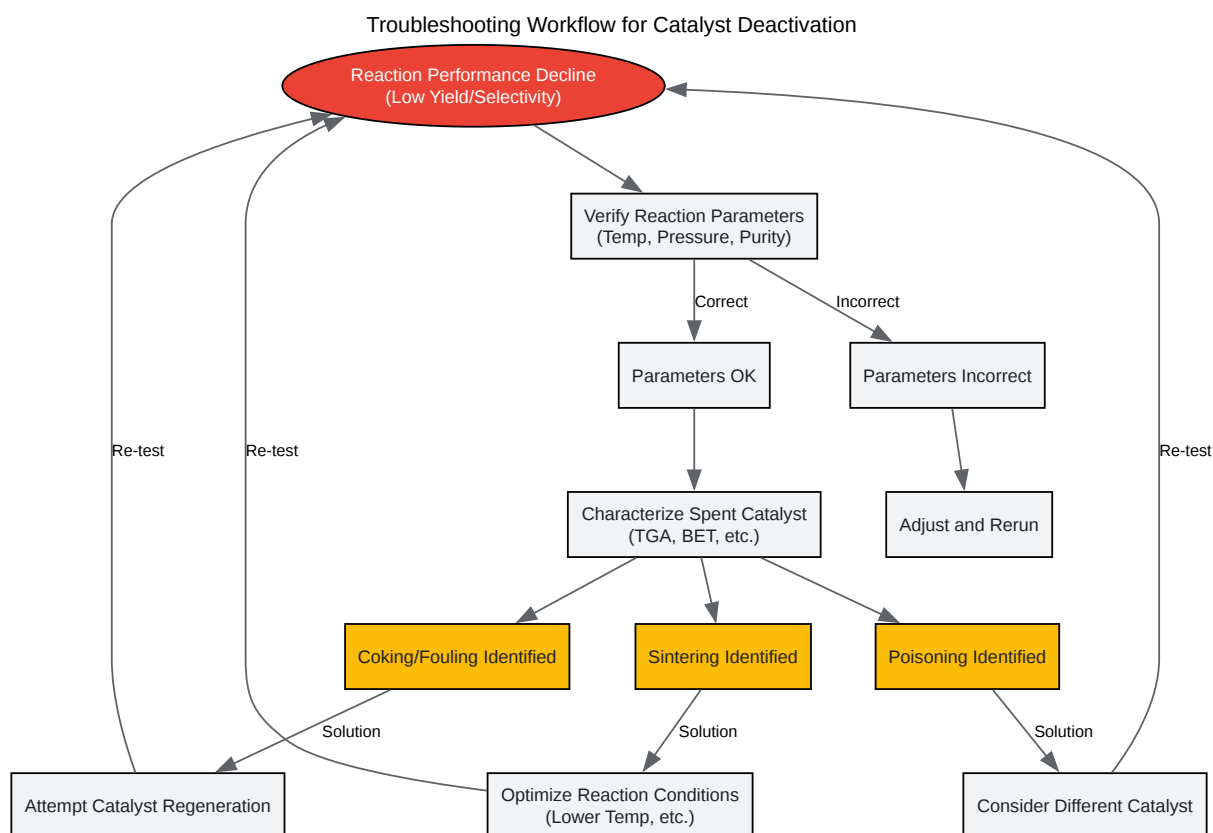 Troubleshooting Workflow for Catalyst Deactivation
Reaction Performance Decline
(Low Yield/Selectivity)
Verify Reaction Parameters
(Temp, Pressure, Purity)
Correct
Incorrect
Parameters OK
Parameters Incorrect
Re-test
Re-test
Re-test
Characterize Spent Catalyst
(TGA, BET, etc.)
Adjust and Rerun
Coking/Fouling Identified
Sintering Identified
Poisoning Identified
Solution
Solution
Solution
Attempt Catalyst Regeneration
Optimize Reaction Conditions
(Lower Temp, etc.)
Consider Different Catalyst